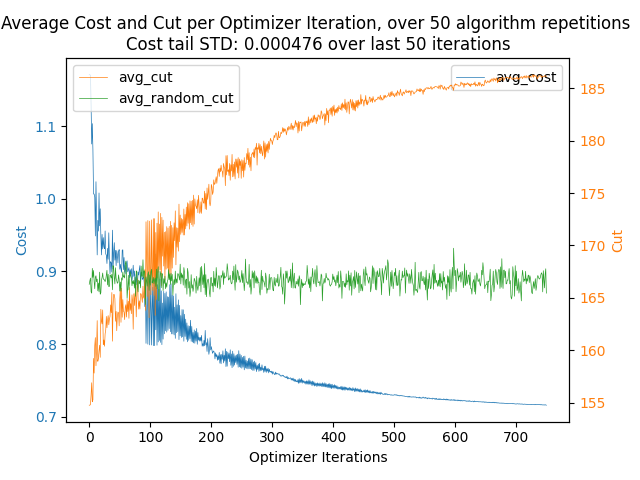 Average Cost and Cut per Optimizer Iteration, over 50 algorithm repetitions
Cost tail STD: 0.000476 over last 50 iterations
avg_cut
avg_random_cut
avg_cost
Cost
1.1
1.0
0.9
0.8
0.7
Cut
185
180
175
170
165
160
155
0 100 200 300 400 500 600 700
Optimizer Iterations